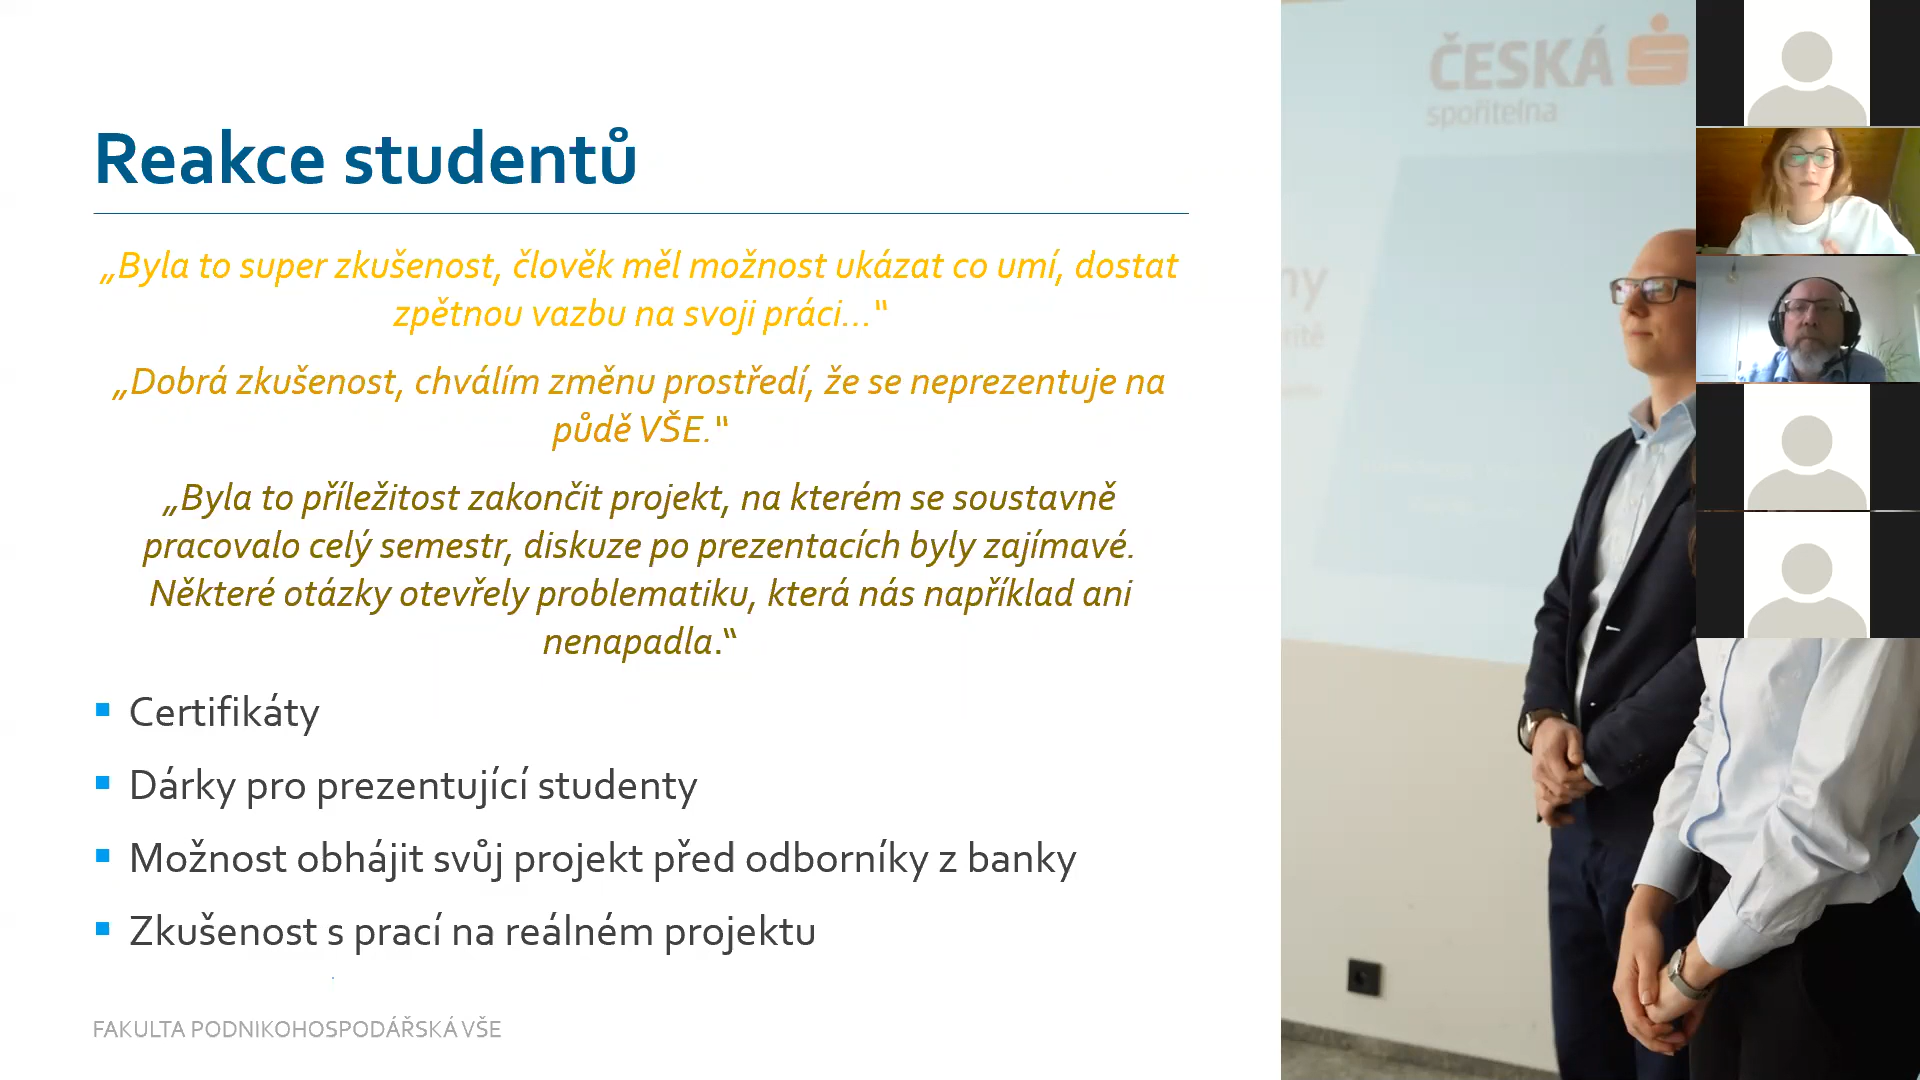 Reakce studentů
„Byla to super zkušenost, člověk měl možnost ukázat co umí, dostat
zpětnou vazbu na svoji práci…“
„Dobrá zkušenost, chválím změnu prostředí, že se neprezentuje na
půdě VŠE.“
„Byla to příležitost zakončit projekt, na kterém se soustavně
pracovalo celý semestr, diskuze po prezentacích byly zajímavé.
Některé otázky otevřely problematiku, která nás například ani
nenapadla.“
Certifikáty
Dárky pro prezentující studenty
Možnost obhájit svůj projekt před odborníky z banky
Zkušenost s prací na reálném projektu
FAKULTA PODNIKOHOSPODÁŘSKÁ VŠE
ČESKÁ
spořitelna